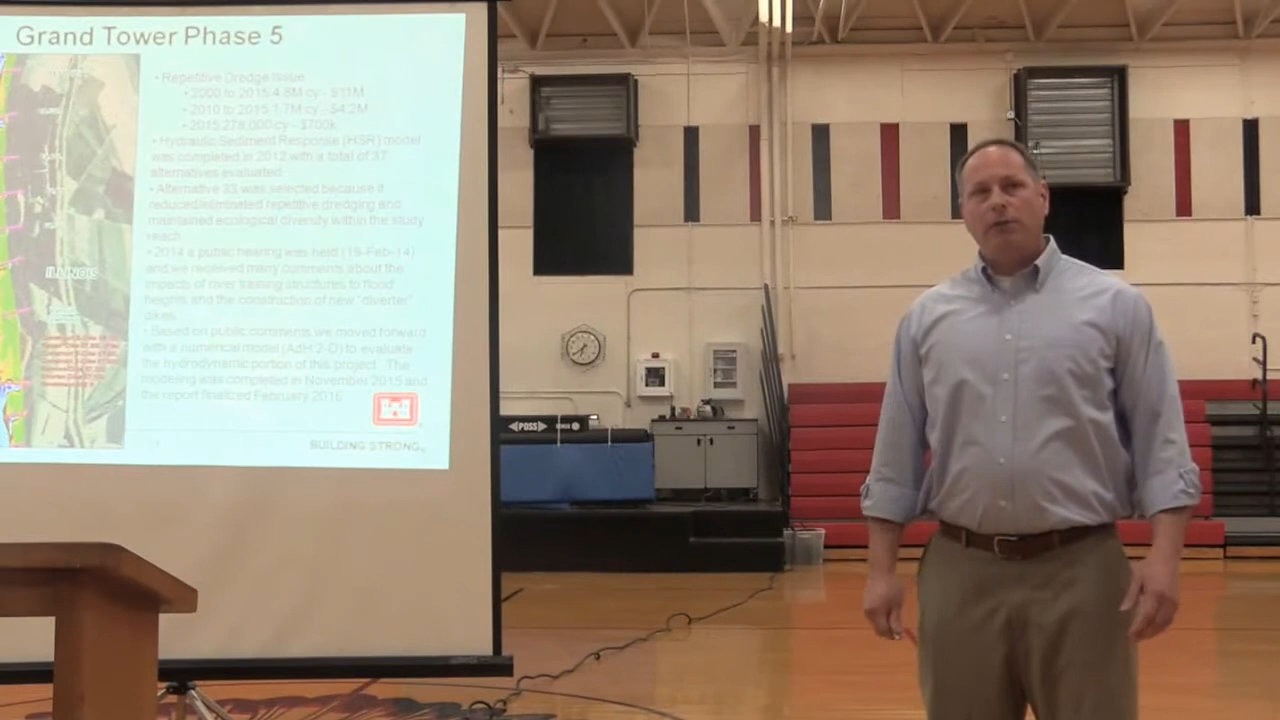 Grand Tower Phase 5
• Repetitive Dredge Issue
• 2000 to 2015:4.8M cy - $11M
• 2010 to 2015:1.7M cy - $4.2M
• 2015:278,000 cy - $700k
• Hydraulic Sediment Response (HSR) model
was completed in 2012 with a total of 37
alternatives evaluated
• Alternative 33 was selected because it
reduced/eliminated repetitive dredging and
maintained ecological diversity within the study
reach
• 2014 a public hearing was held (19-Feb-14)
and we received many comments about the
impacts of river training structures to flood
heights and the construction of new "diverter"
dikes.
• Based on public comments we moved forward
with a numerical model (AdH 2-D) to evaluate
the hydrodynamic portion of this project. The
modeling was completed in November 2015 and
the report finalized February 2016
ILLINOIS
BUILDING STRONG®
POSS